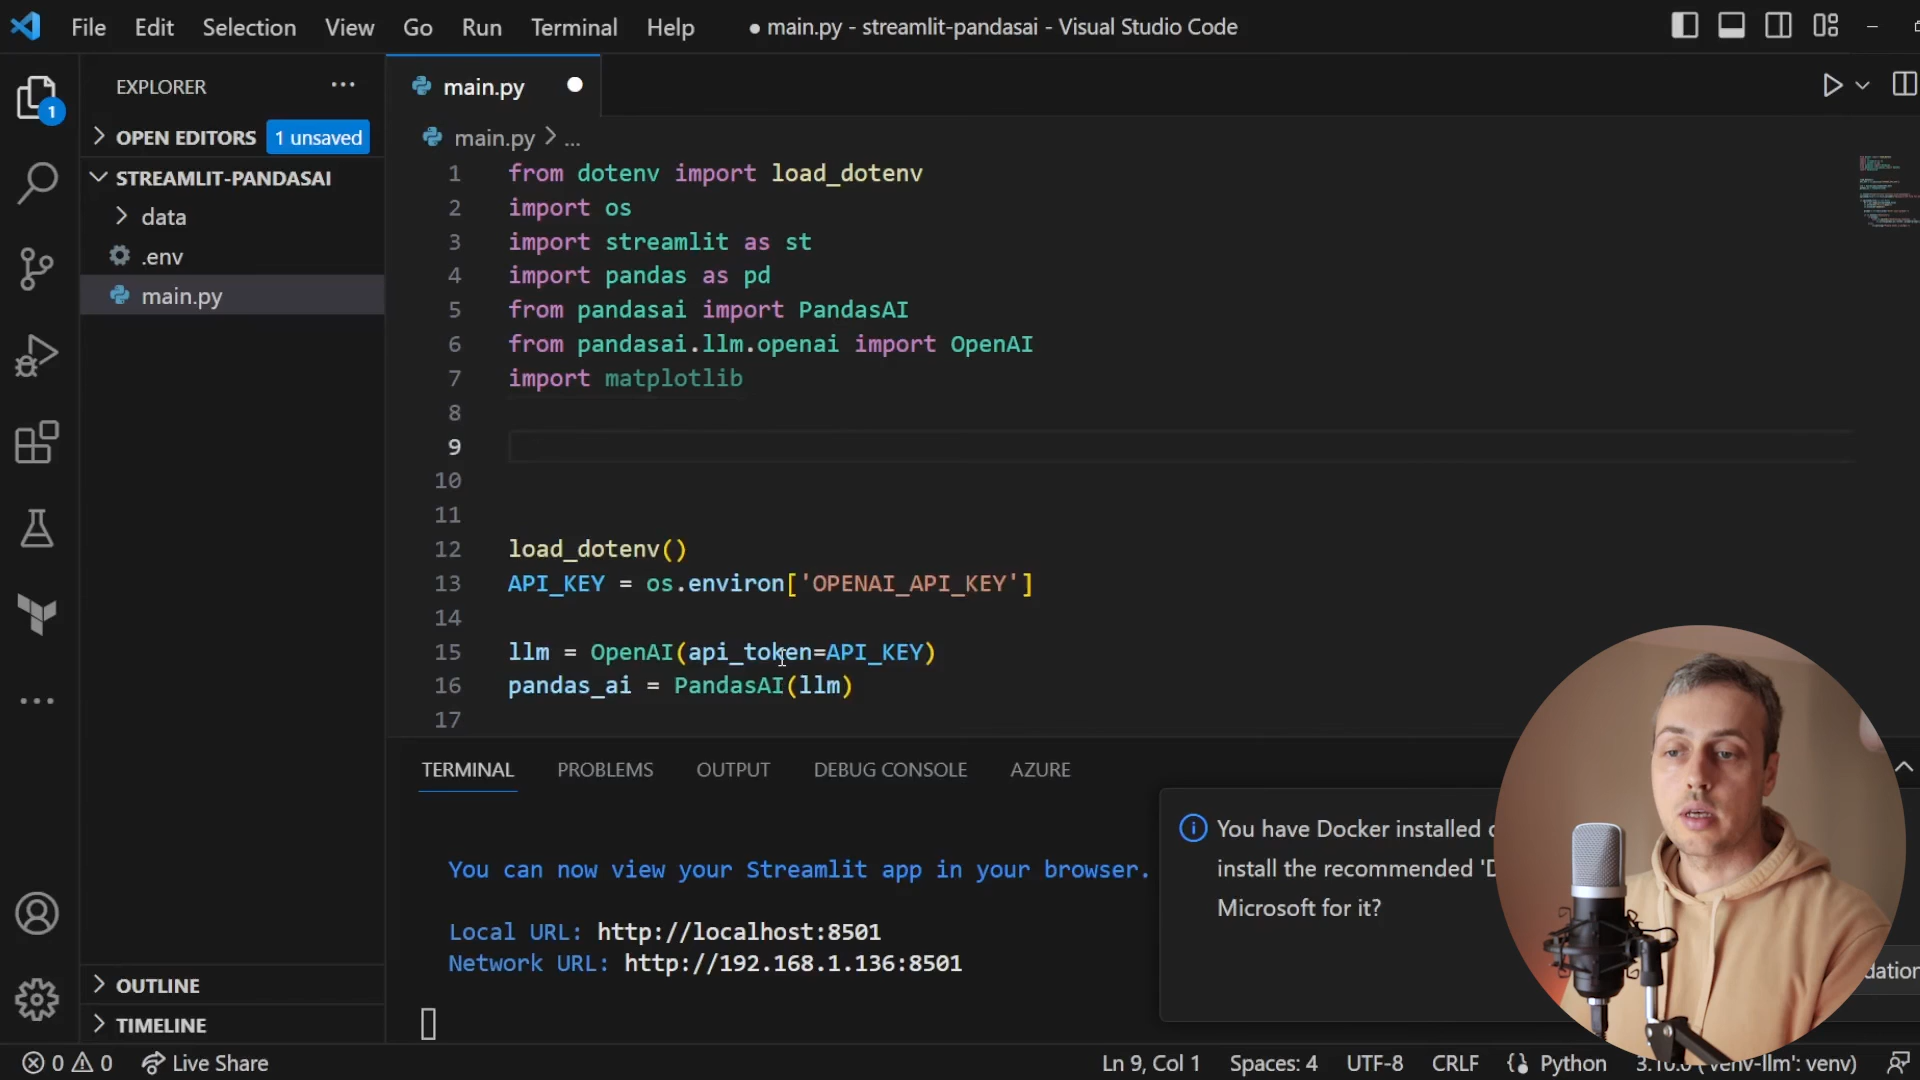 File Edit Selection View Go Run Terminal Help
● main.py - streamlit-pandasai - Visual Studio Code
EXPLORER
1
OPEN EDITORS 1 unsaved
STREAMLIT-PANDASAI
data
.env
main.py
OUTLINE
TIMELINE
main.py
main.py > ...
1 from dotenv import load_dotenv
2 import os
3 import streamlit as st
4 import pandas as pd
5 from pandasai import PandasAI
6 from pandasai.llm.openai import OpenAI
7 import matplotlib
8
9
10
11
12 load_dotenv()
13 API_KEY = os.environ['OPENAI_API_KEY']
14
15 llm = OpenAI(api_token=API_KEY)
16 pandas_ai = PandasAI(llm)
17
TERMINAL PROBLEMS OUTPUT DEBUG CONSOLE AZURE
You can now view your Streamlit app in your browser.
Local URL: http://localhost:8501
Network URL: http://192.168.1.136:8501
You have Docker installed
install the recommended
Microsoft for it?
0 0 Live Share
Ln 9, Col 1 Spaces: 4 UTF-8 CRLF Python venv)